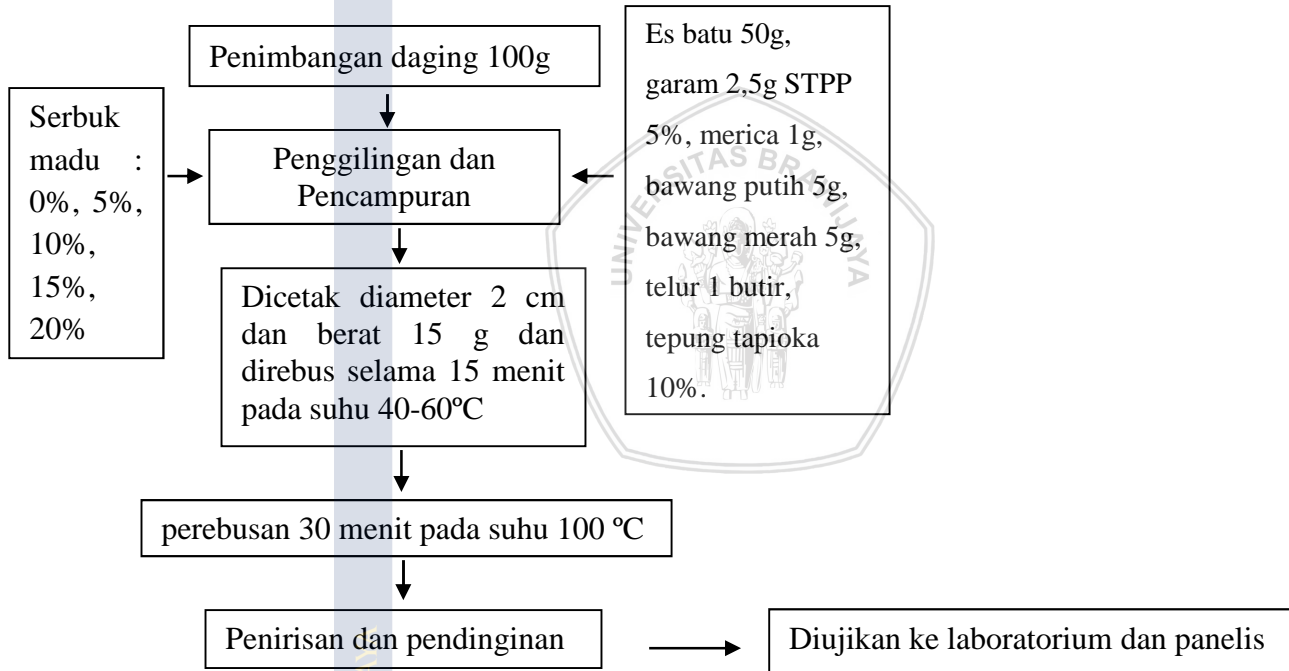 Penimbangan daging 100g
Serbuk
madu :
0%, 5%,
10%,
15%,
20%
Penggilingan dan
Pencampuran
Es batu 50g,
garam 2,5g STPP
5%, merica 1g,
bawang putih 5g,
bawang merah 5g,
telur 1 butir,
tepung tapioka
10%.
UNIVERSITAS BRAWIJAYA
Dicetak diameter 2 cm
dan berat 15 g dan
direbus selama 15 menit
pada suhu 40-60ºC
perebusan 30 menit pada suhu 100 ºC
Penirisan dan pendinginan
Diujikan ke laboratorium dan panelis